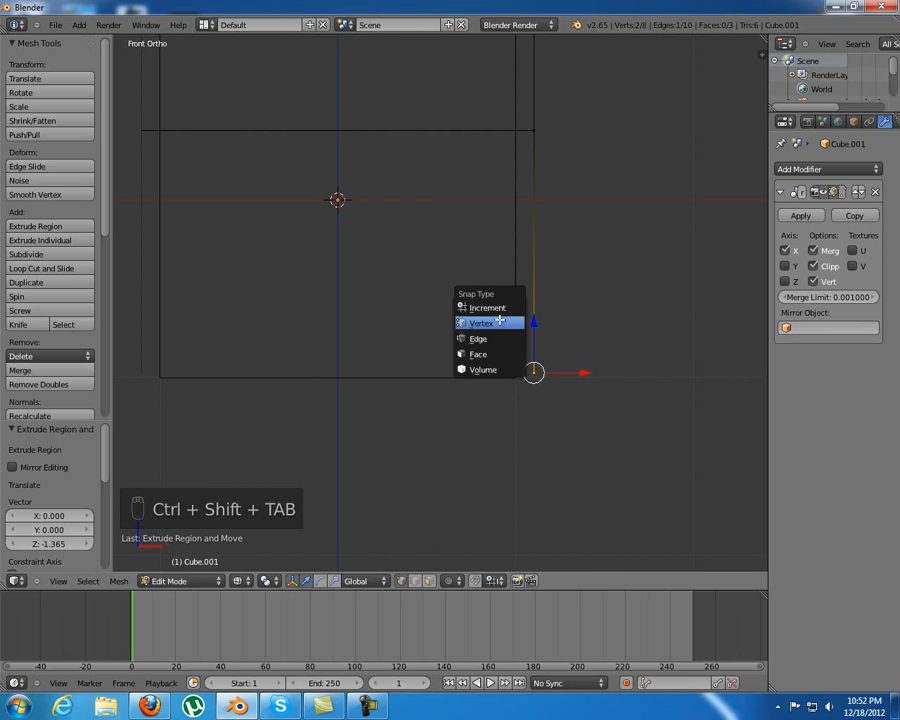 Blender
File
Add
Render
Window
Help
Default
Scene
Blender Render
v2.65 | Verts:2/8 | Edges:1/10 | Faces:0/3 | Tris:6 | Cube.001
Mesh Tools
Transform:
Translate
Rotate
Scale
Shrink/Fatten
Push/Pull
Deform:
Edge Slide
Noise
Smooth Vertex
Add:
Extrude Region
Extrude Individual
Subdivide
Loop Cut and Slide
Duplicate
Spin
Screw
Knife
Select
Remove:
Delete
Merge
Remove Doubles
Normals:
Recalculate
Extrude Region and
Extrude Region
Mirror Editing
Translate
Vector
X: 0.000
Y: 0.000
Z: -1.365
Constraint Axis
Front Ortho
Snap Type
Increment
Vertex
Edge
Face
Volume
Ctrl + Shift + TAB
Last: Extrude Region and Move
(1) Cube.001
View
Select
Mesh
Edit Mode
Global
View
Search
All Sc
Scene
RenderLay
World
Cube.001
Add Modifier
Apply
Copy
Axis:
Options:
Textures
X
Merg
U
Y
Clipp
V
Z
Vert
Merge Limit: 0.001000
Mirror Object:
-40
-20
0
20
40
60
80
100
120
140
160
180
200
220
240
260
View
Marker
Frame
Playback
Start: 1
End: 250
1
No Sync
10:52 PM
12/18/2012